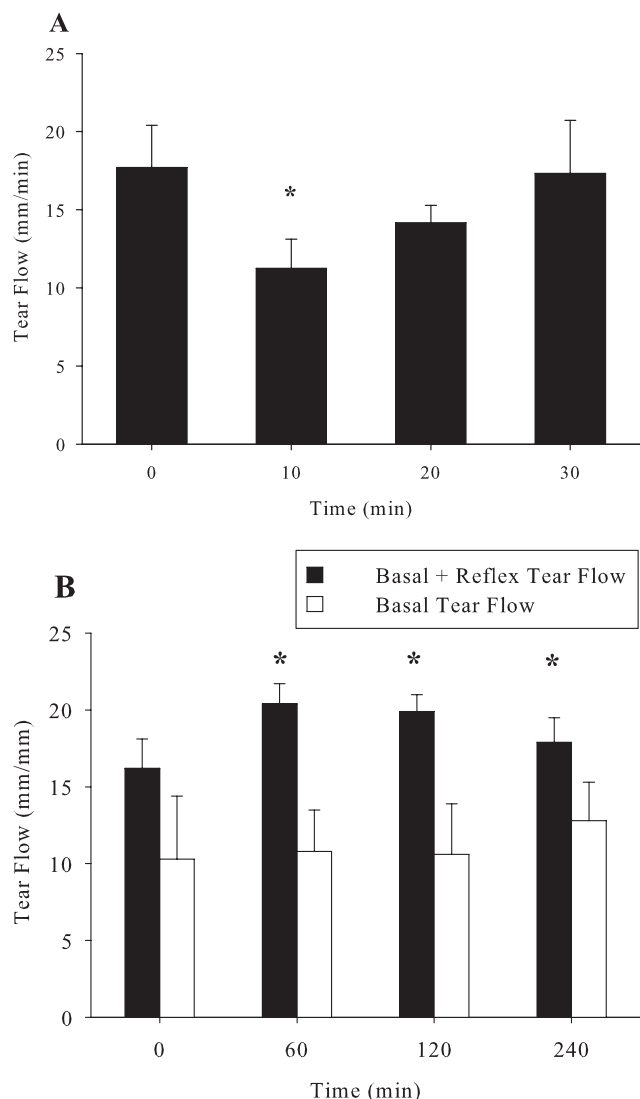 A
25
20
15
10
5
0
Tear Flow (mm/min)
*
0 10 20 30
Time (min)
B
Basal + Reflex Tear Flow
Basal Tear Flow
25
20
15
10
5
0
Tear Flow (mm/mm)
* * *
0 60 120 240
Time (min)